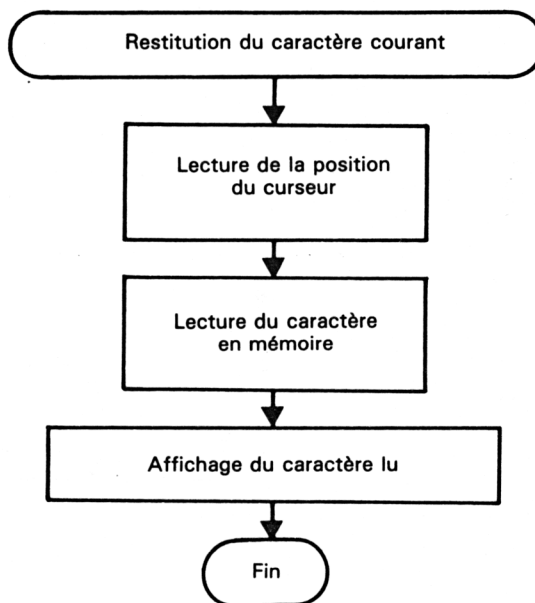 Restitution du caractère courant
Lecture de la position
du curseur
Lecture du caractère
en mémoire
Affichage du caractère lu
Fin